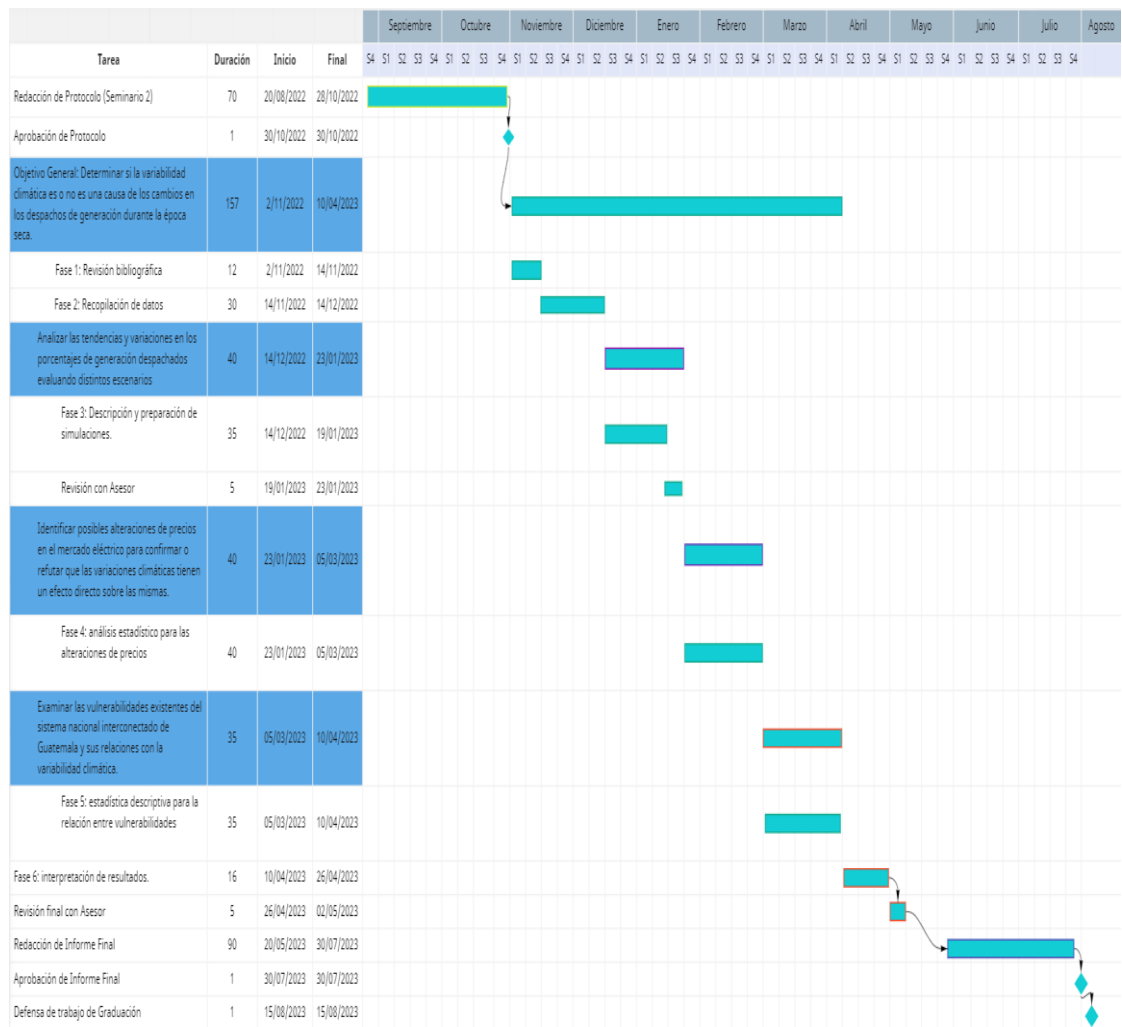 Septiembre Octubre Noviembre Diciembre Enero Febrero Marzo Abril Mayo Junio Julio Agosto
Tarea Duración Inicio Final S4 S1 S2 S3 S4 S1 S2 S3 S4 S1 S2 S3 S4 S1 S2 S3 S4 S1 S2 S3 S4 S1 S2 S3 S4 S1 S2 S3 S4 S1 S2 S3 S4 S1 S2 S3 S4 S1 S2 S3 S4 S1 S2 S3 S4
Redacción de Protocolo (Seminario 2) 70 20/08/2022 28/10/2022
Aprobación de Protocolo 1 30/10/2022 30/10/2022
Objetivo General: Determinar si la variabilidad
climática es o no es una causa de los cambios en
los despachos de generación durante la época
seca.
157 2/11/2022 10/04/2023
Fase 1: Revisión bibliográfica 12 2/11/2022 14/11/2022
Fase 2: Recopilación de datos 30 14/11/2022 14/12/2022
Analizar las tendencias y variaciones en los
porcentajes de generación despachados
evaluando distintos escenarios
40 14/12/2022 23/01/2023
Fase 3: Descripción y preparación de
simulaciones.
35 14/12/2022 19/01/2023
Revisión con Asesor 5 19/01/2023 23/01/2023
Identificar posibles alteraciones de precios
en el mercado eléctrico para confirmar o
refutar que las variaciones climáticas tienen
un efecto directo sobre las mismas.
40 23/01/2023 05/03/2023
Fase 4: análisis estadístico para las
alteraciones de precios
40 23/01/2023 05/03/2023
Examinar las vulnerabilidades existentes del
sistema nacional interconectado de
Guatemala y sus relaciones con la
variabilidad climática.
35 05/03/2023 10/04/2023
Fase 5: estadística descriptiva para la
relación entre vulnerabilidades
35 05/03/2023 10/04/2023
Fase 6: interpretación de resultados. 16 10/04/2023 26/04/2023
Revisión final con Asesor 5 26/04/2023 02/05/2023
Redacción de Informe Final 90 20/05/2023 30/07/2023
Aprobación de Informe Final 1 30/07/2023 30/07/2023
Defensa de trabajo de Graduación 1 15/08/2023 15/08/2023